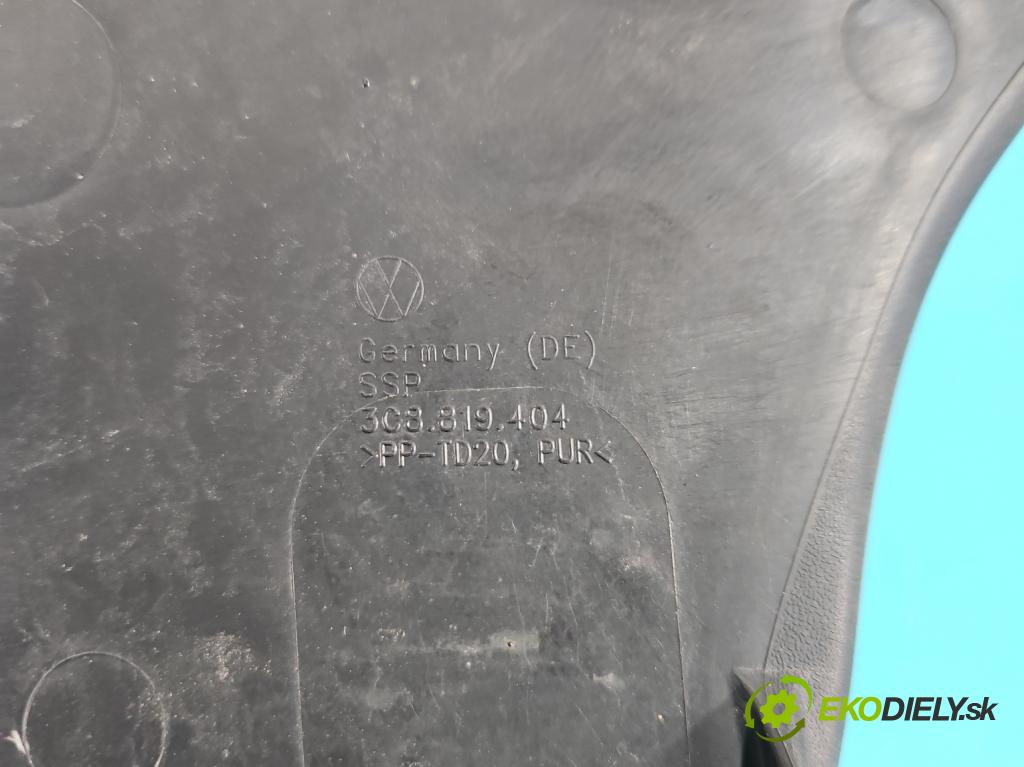 Germany (DE)
SSP
3C8.819.404
>PP-TD20, PUR<
EKODIELY.sk